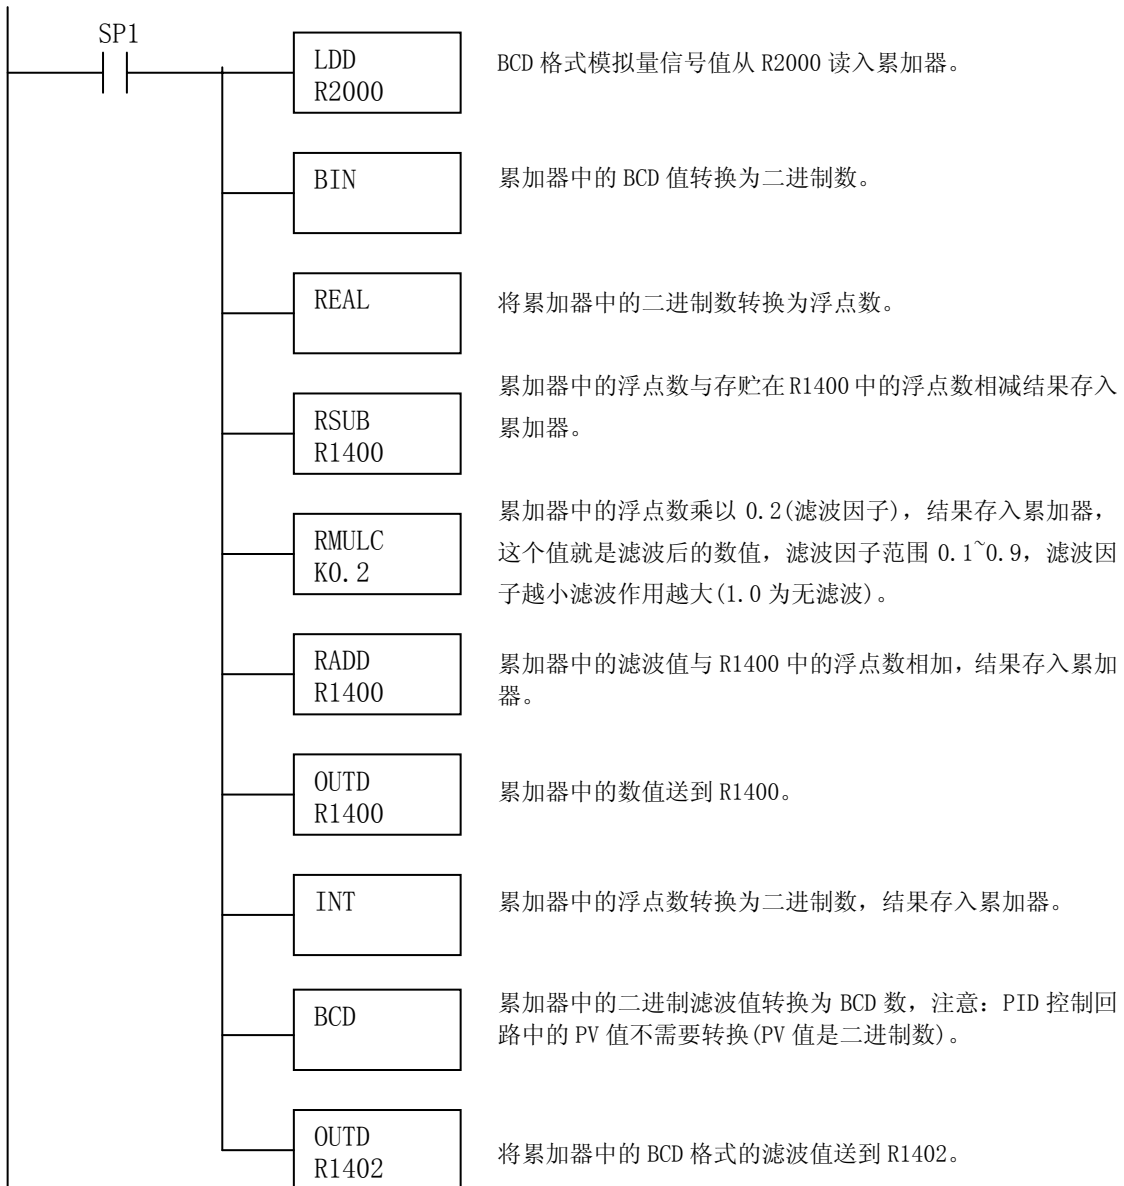 SP1
LDD
R2000
BCD 格式模拟量信号值从 R2000 读入累加器。
BIN
累加器中的 BCD 值转换为二进制数。
REAL
将累加器中的二进制数转换为浮点数。
RSUB
R1400
累加器中的浮点数与存贮在 R1400 中的浮点数相减结果存入
累加器。
RMULC
K0.2
累加器中的浮点数乘以 0.2(滤波因子)，结果存入累加器，
这个值就是滤波后的数值，滤波因子范围 0.1~0.9，滤波因
子越小滤波作用越大(1.0 为无滤波)。
RADD
R1400
累加器中的滤波值与 R1400 中的浮点数相加，结果存入累加
器。
OUTD
R1400
累加器中的数值送到 R1400。
INT
累加器中的浮点数转换为二进制数，结果存入累加器。
BCD
累加器中的二进制滤波值转换为 BCD 数，注意：PID 控制回
路中的 PV 值不需要转换(PV 值是二进制数)。
OUTD
R1402
将累加器中的 BCD 格式的滤波值送到 R1402。